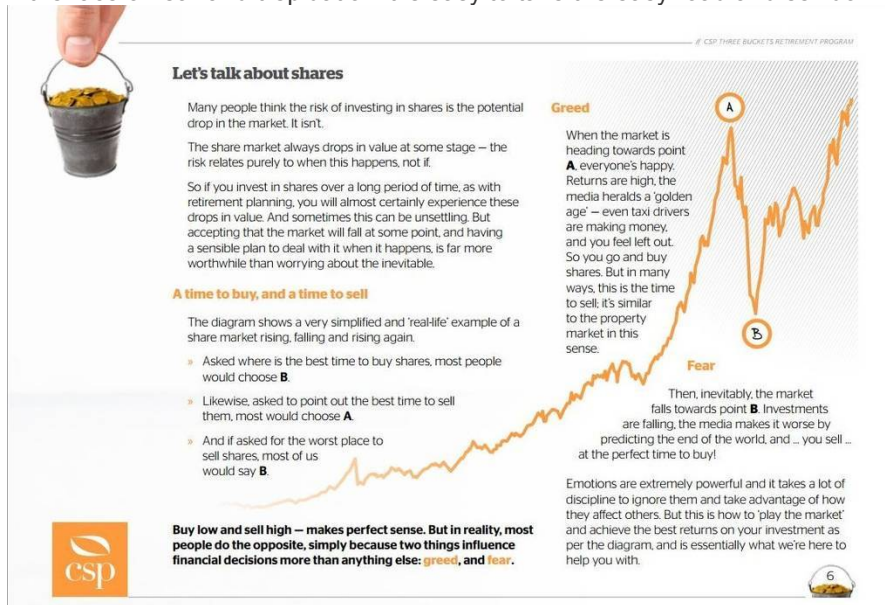 // CSP THREE BUCKETS RETIREMENT PROGRAM
Let's talk about shares
Many people think the risk of investing in shares is the potential
drop in the market. It isn't.
The share market always drops in value at some stage – the
risk relates purely to when this happens, not if.
So if you invest in shares over a long period of time, as with
retirement planning, you will almost certainly experience these
drops in value. And sometimes this can be unsettling. But
accepting that the market will fall at some point, and having
a sensible plan to deal with it when it happens, is far more
worthwhile than worrying about the inevitable.
A time to buy, and a time to sell
The diagram shows a very simplified and 'real-life' example of a
share market rising, falling and rising again.
» Asked where is the best time to buy shares, most people
would choose B.
» Likewise, asked to point out the best time to sell
them, most would choose A.
» And if asked for the worst place to
sell shares, most of us
would say B.
Buy low and sell high – makes perfect sense. But in reality, most
people do the opposite, simply because two things influence
financial decisions more than anything else: greed, and fear.
Greed
When the market is
heading towards point
A, everyone's happy.
Returns are high, the
media heralds a 'golden
age' – even taxi drivers
are making money,
and you feel left out.
So you go and buy
shares. But in many
ways, this is the time
to sell; it's similar
to the property
market in this
sense.
A
B
Fear
Then, inevitably, the market
falls towards point B. Investments
are falling, the media makes it worse by
predicting the end of the world, and ... you sell ...
at the perfect time to buy!
Emotions are extremely powerful and it takes a lot of
discipline to ignore them and take advantage of how
they affect others. But this is how to 'play the market'
and achieve the best returns on your investment as
per the diagram, and is essentially what we're here to
help you with.
csp
6